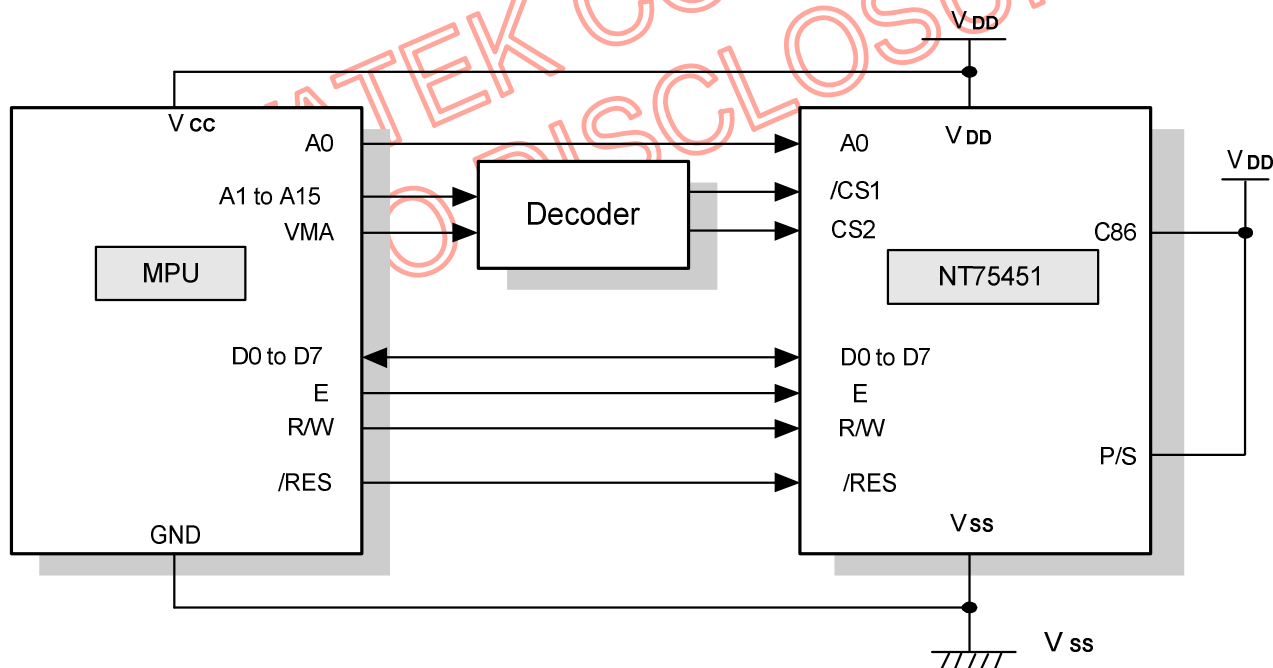 VDD
VCC
A0
A1 to A15
VMA
MPU
D0 to D7
E
R/W
/RES
GND
Decoder
VDD
A0
/CS1
CS2
NT75451
D0 to D7
E
R/W
/RES
VSS
C86
P/S
VDD
VSS